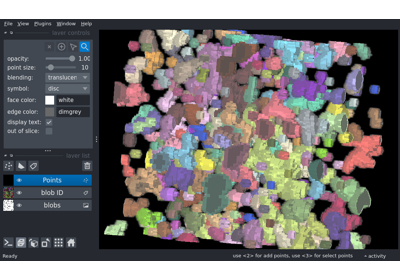 File View Plugins Window Help
layer controls
opacity: 1.00
point size: 10
blending: translucen
symbol: disc
face color: white
edge color: dimgrey
display text:
out of slice:
layer list
Points
blob ID
blobs
use <2> for add points, use <3> for select points
activity